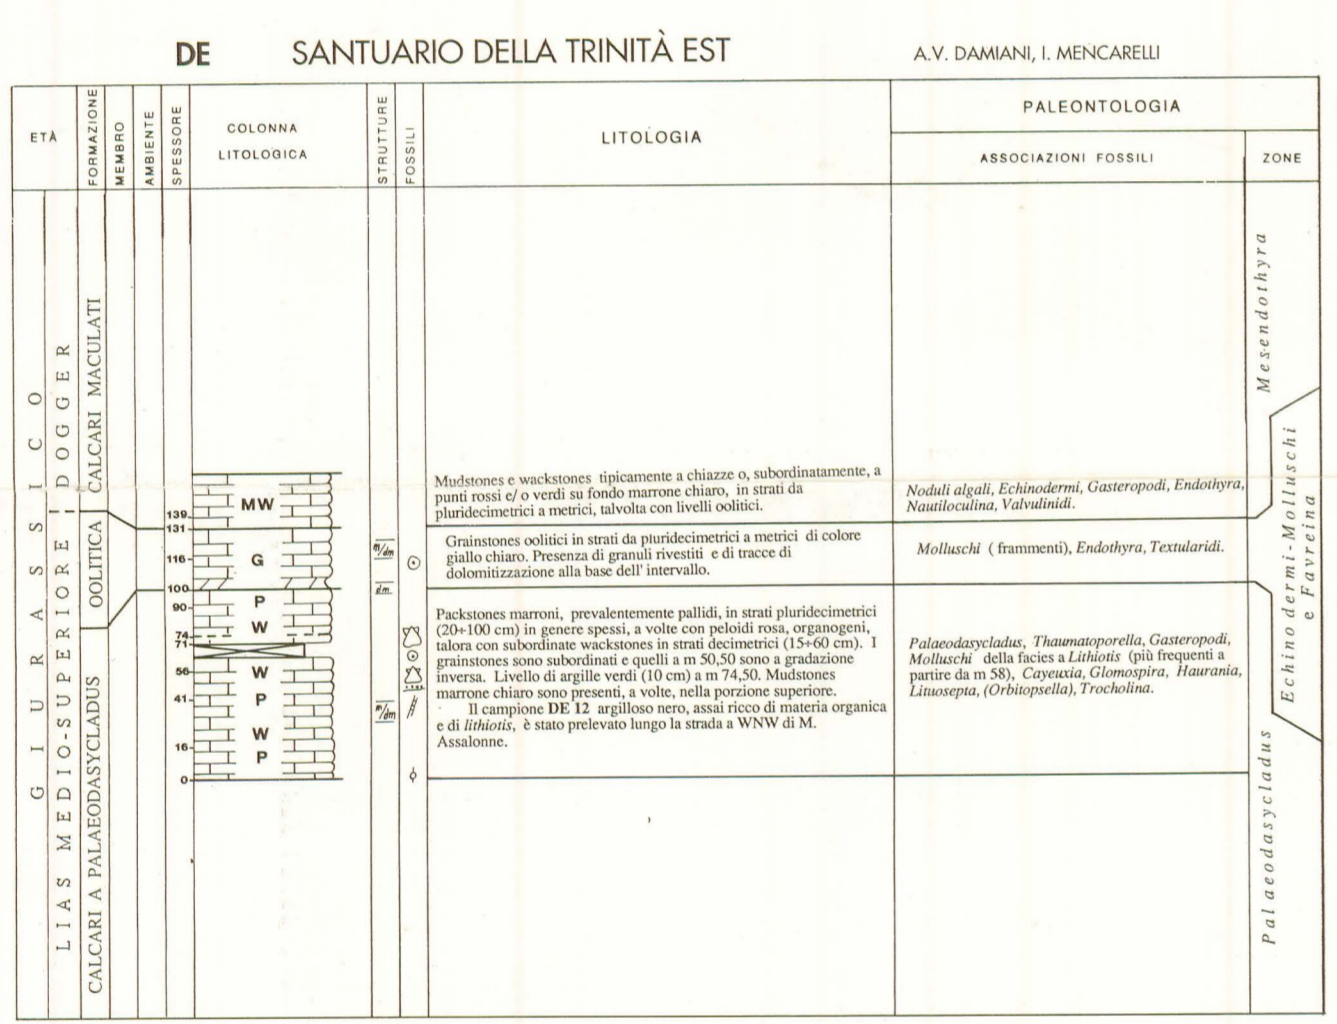 DE SANTUARIO DELLA TRINITÀ EST A.V. DAMIANI, I. MENCARELLI
ETÀ
FORMAZIONE
MEMBRO
AMBIENTE
SPESSORE
COLONNA
LITOLOGICA
STRUTTURE
FOSSILI
LITOLOGIA
PALEONTOLOGIA
ASSOCIAZIONI FOSSILI
ZONE
GIURASSICO
LIAS MEDIO-SUPERIORE
DOGGER
CALCARI A PALAEODASYCLADUS
OOLITICA
CALCARI MACULATI
139
131
116
100
90
74
71
56
41
16
0
MW
G
P
W
W
P
W
P
m/dm
dm
m/dm
Mudstones e wackstones tipicamente a chiazze o, subordinatamente, a
punti rossi e/ o verdi su fondo marrone chiaro, in strati da
pluridecimetrici a metrici, talvolta con livelli oolitici.
Noduli algali, Echinodermi, Gasteropodi, Endothyra,
Nautiloculina, Valvulinidi.
Grainstones oolitici in strati da pluridecimetrici a metrici di colore
giallo chiaro. Presenza di granuli rivestiti e di tracce di
dolomitizzazione alla base dell' intervallo.
Molluschi ( frammenti), Endothyra, Textularidi.
Packstones marroni, prevalentemente pallidi, in strati pluridecimetrici
(20÷100 cm) in genere spessi, a volte con peloidi rosa, organogeni,
talora con subordinate wackstones in strati decimetrici (15÷60 cm). I
grainstones sono subordinati e quelli a m 50,50 sono a gradazione
inversa. Livello di argille verdi (10 cm) a m 74,50. Mudstones
marrone chiaro sono presenti, a volte, nella porzione superiore.
Il campione DE 12 argilloso nero, assai ricco di materia organica
e di lithiotis, è stato prelevato lungo la strada a WNW di M.
Assalonne.
Palaeodasycladus, Thaumatoporella, Gasteropodi,
Molluschi della facies a Lithiotis (più frequenti a
partire da m 58), Cayeuxia, Glomospira, Haurania,
Lituosepta, (Orbitopsella), Trocholina.
Mesendothyra
Echinodermi-Molluschi
e Favreina
Palaeodasycladus